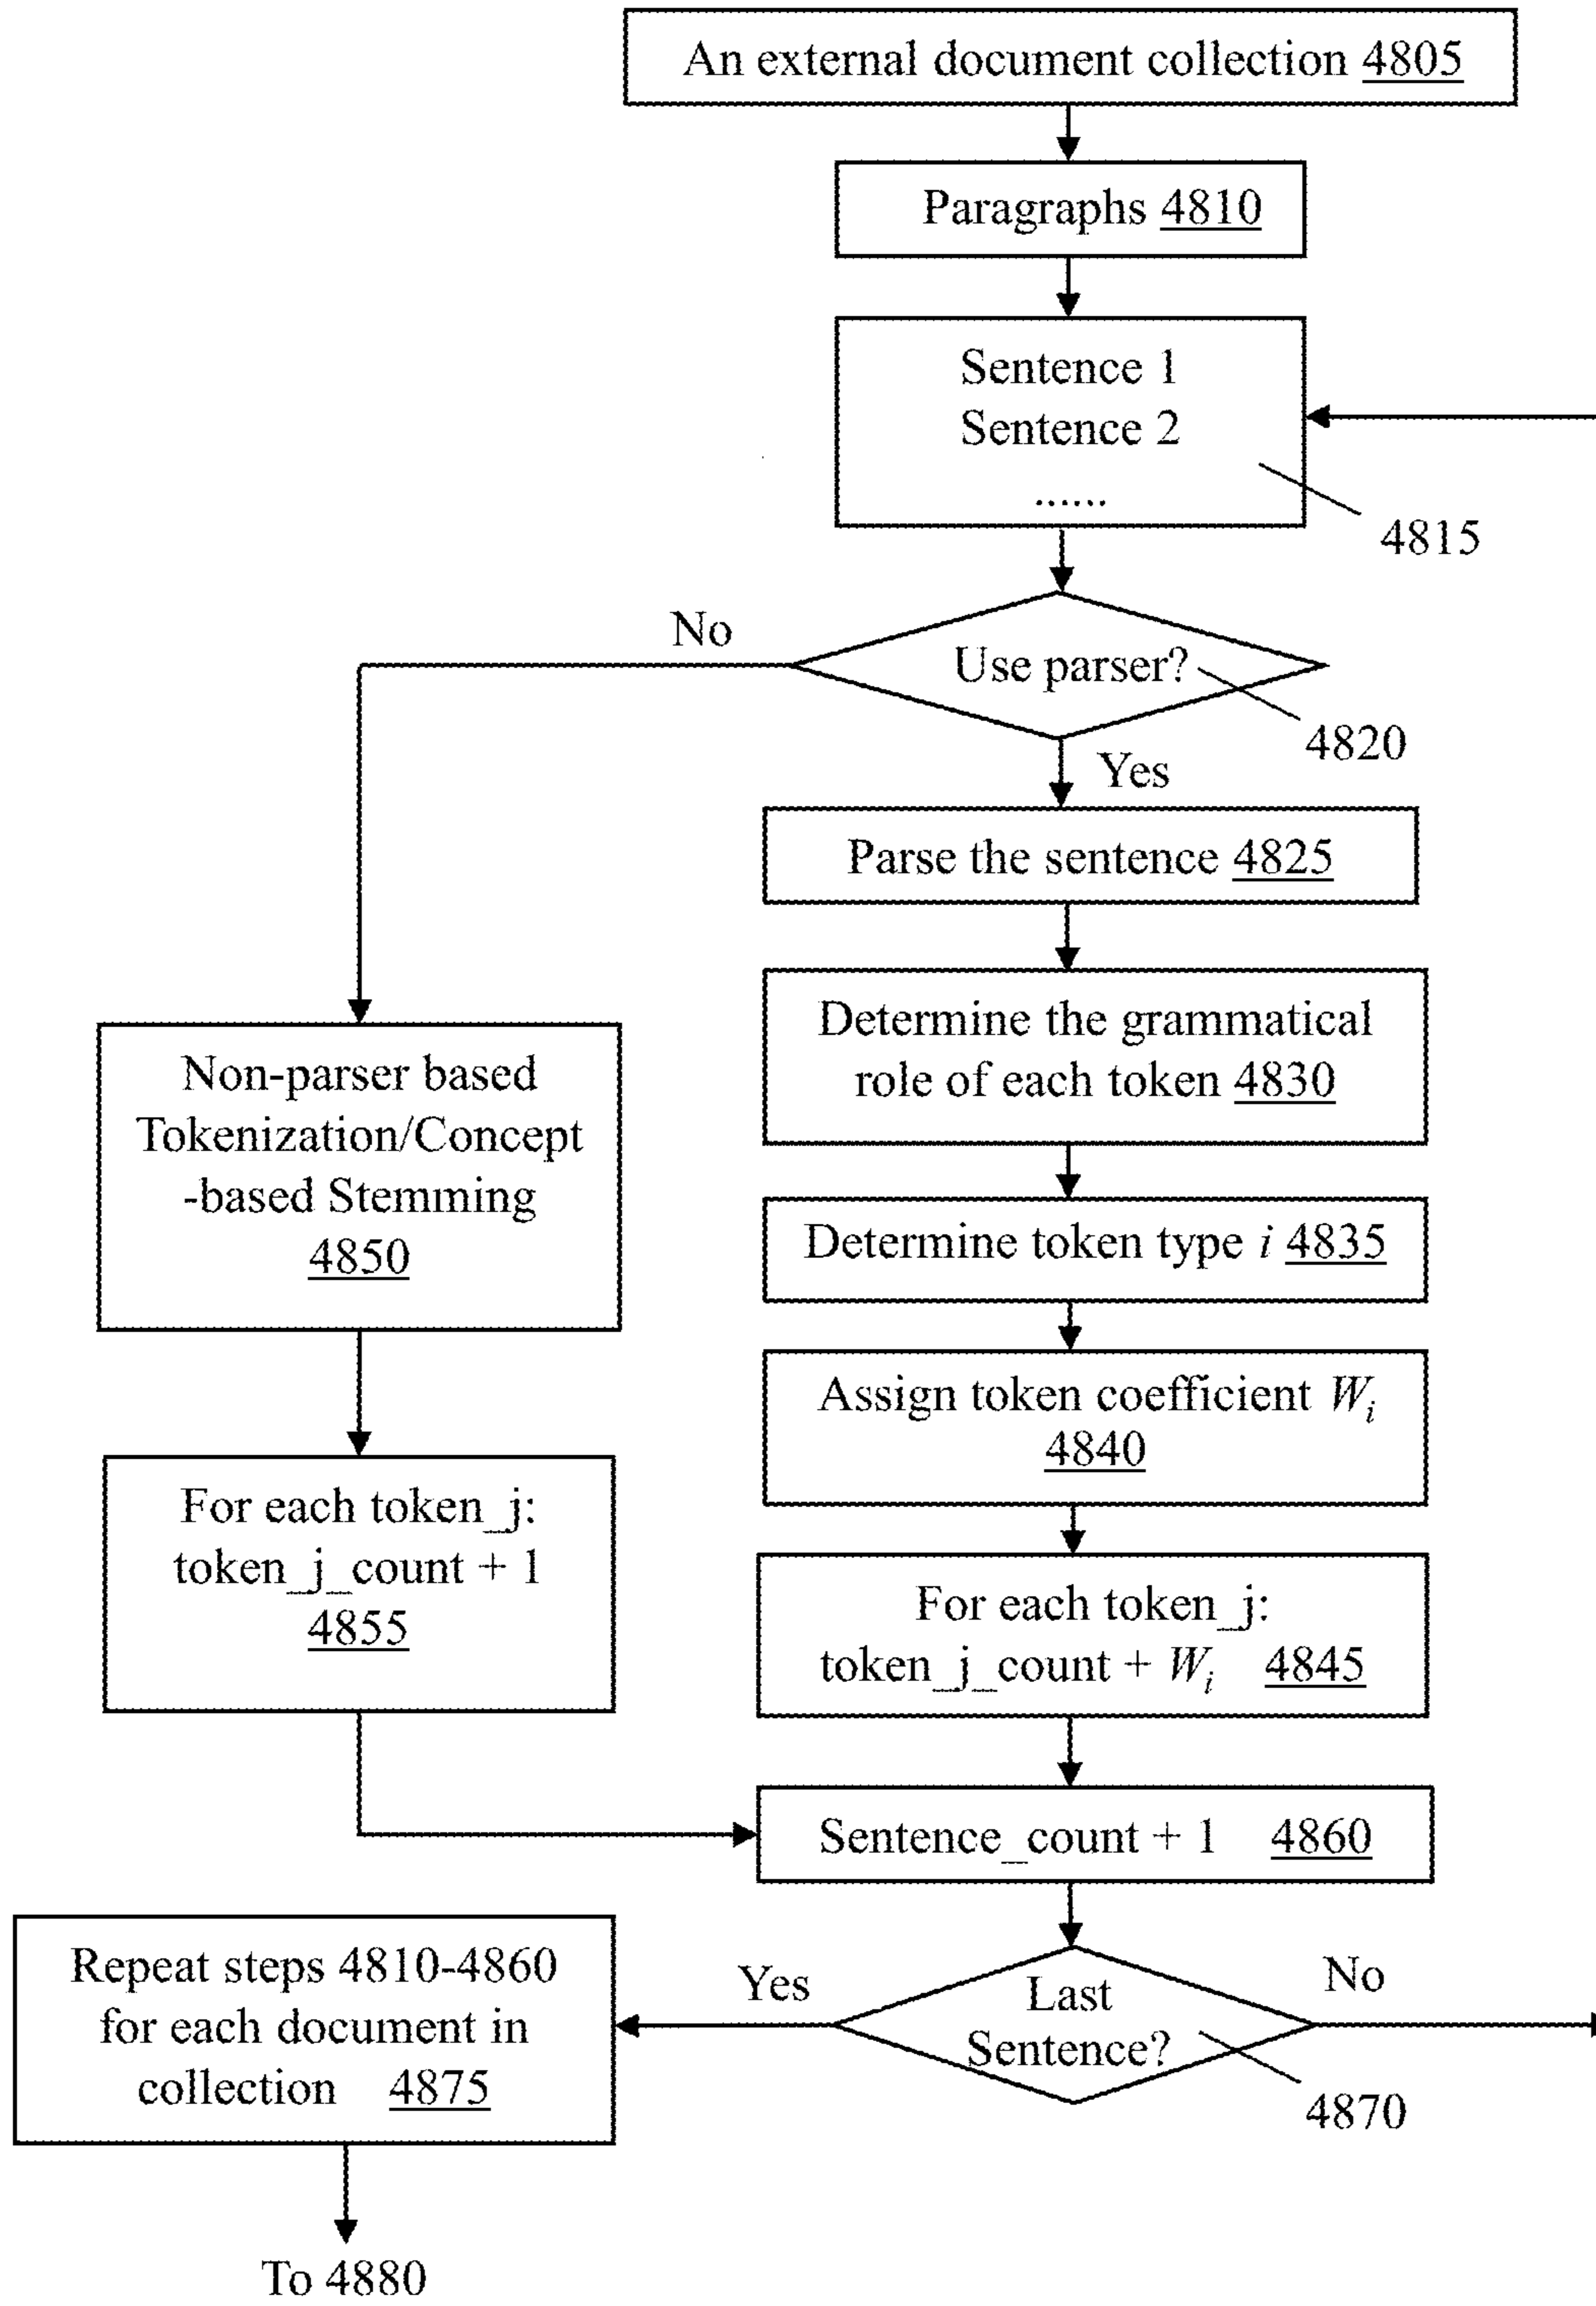 An external document collection 4805
Paragraphs 4810
Sentence 1
Sentence 2
......
4815
Use parser?
4820
No
Yes
Parse the sentence 4825
Determine the grammatical
role of each token 4830
Determine token type i 4835
Assign token coefficient Wi
4840
For each token_j:
token_j_count + Wi 4845
Non-parser based
Tokenization/Concept
-based Stemming
4850
For each token_j:
token_j_count + 1
4855
Sentence_count + 1 4860
Last
Sentence?
4870
No
Yes
Repeat steps 4810-4860
for each document in
collection 4875
To 4880